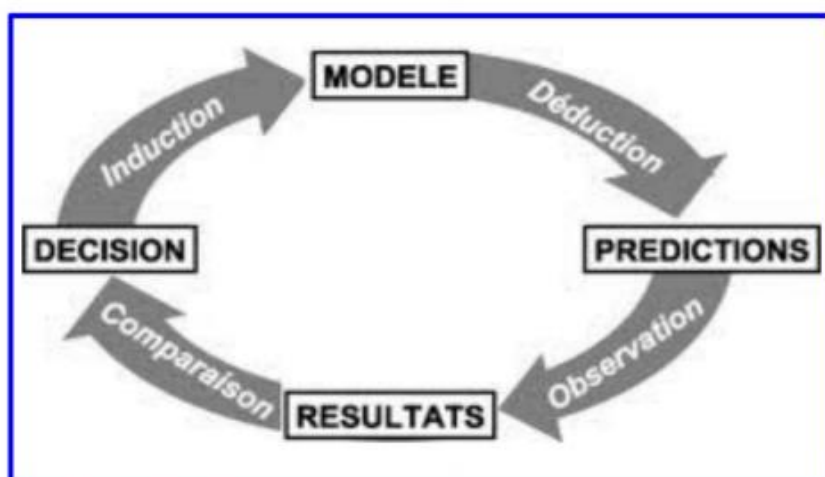 MODELE
Déduction
PREDICTIONS
Observation
RESULTATS
Comparaison
DECISION
Induction